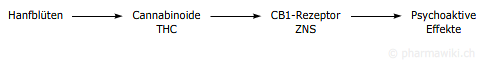 Hanfblüten
Cannabinoide
THC
CB1-Rezeptor
ZNS
Psychoaktive
Effekte
© pharmawiki.ch